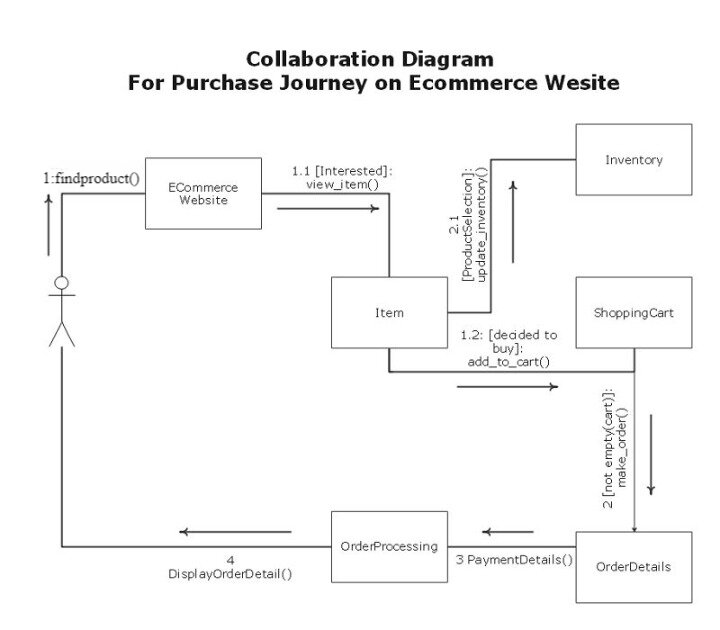 Collaboration Diagram
For Purchase Journey on Ecommerce Wesite
1:findproduct()
ECommerce
Website
1.1 [Interested]:
view_item()
2.1
[ProductSelection]:
update_inventory()
Inventory
Item
ShoppingCart
1.2: [decided to
buy]:
add_to_cart()
2 [not empty(cart)]:
make_order()
OrderProcessing
3 PaymentDetails()
OrderDetails
4
DisplayOrderDetail()